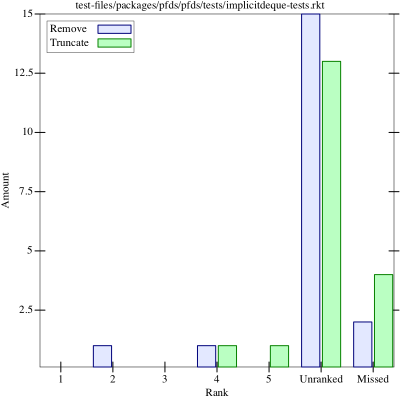 test-files/packages/pfds/pfds/tests/implicitdeque-tests.rkt
Remove
Truncate
15
12.5
10
7.5
5
2.5
Amount
1 2 3 4 5 Unranked Missed
Rank